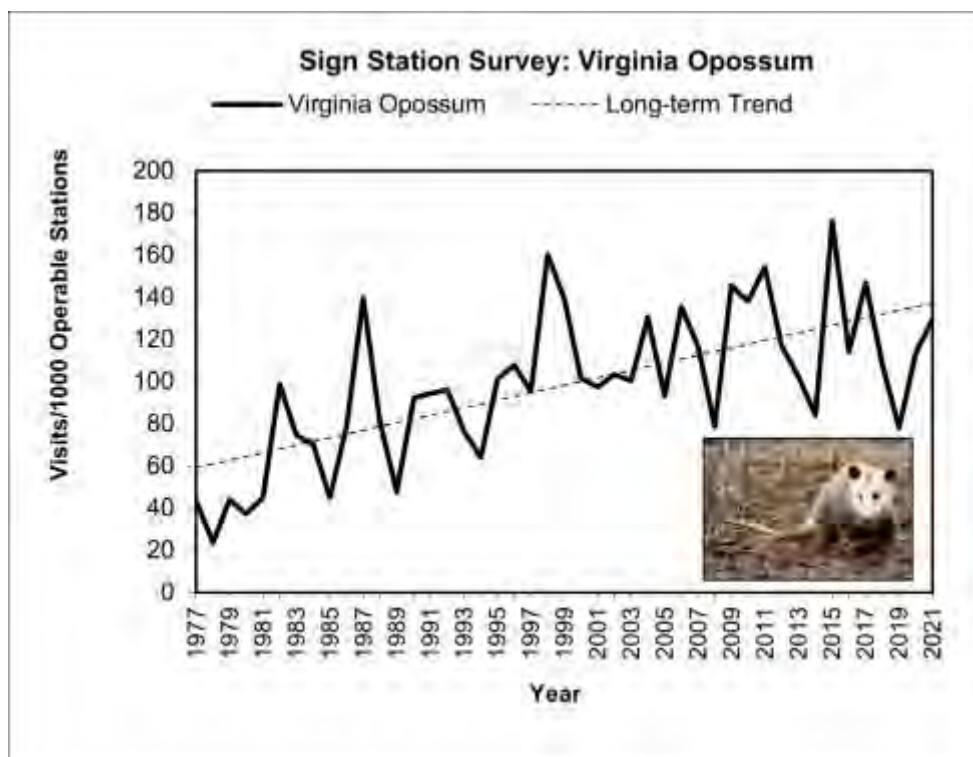 Sign Station Survey: Virginia Opossum
Virginia Opossum Long-term Trend
Visits/1000 Operable Stations
200
180
160
140
120
100
80
60
40
20
0
1977 1979 1981 1983 1985 1987 1989 1991 1993 1995 1997 1999 2001 2003 2005 2007 2009 2011 2013 2015 2017 2019 2021
Year